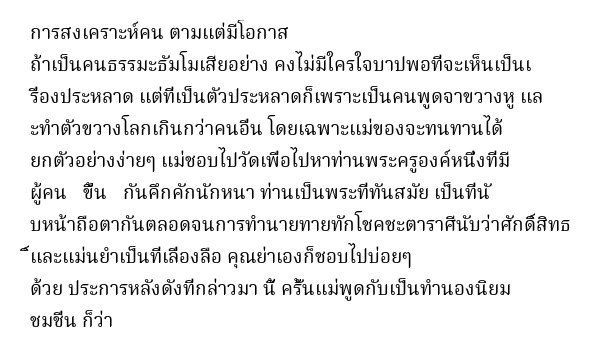 การสงเคราะห์คน ตามแต่มีโอกาส
ถ้าเป็นคนธรรมะธัมโมเสียอย่าง คงไม่มีใครใจบาปพอที่จะเห็นเป็นเ
รื่องประหลาด แต่ที่เป็นตัวประหลาดก็เพราะเป็นคนพูดจาขวางหู แล
ะทำตัวขวางโลกเกินกว่าคนอื่น โดยเฉพาะแม่ของจะทนทานได้
ยกตัวอย่างง่ายๆ แม่ชอบไปวัดเพื่อไปหาท่านพระครูองค์หนึ่งที่มี
ผู้คน ขึ้น กันคึกคักนักหนา ท่านเป็นพระที่ทันสมัย เป็นที่นั
บหน้าถือตากันตลอดจนการทำนายทายทักโชคชะตาราศีนับว่าศักดิ์สิทธ
ิ์และแม่นยำเป็นที่เลื่องลือ คุณย่าเองก็ชอบไปบ่อยๆ
ด้วย ประการหลังดังที่กล่าวมา นี้ ครั้นแม่พูดกับเป็นทำนองนิยม
ชมชื่น ก็ว่า